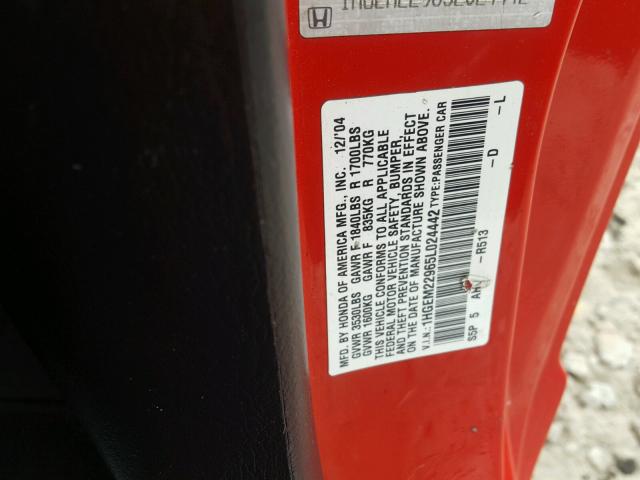 MFD. BY HONDA OF AMERICA MFG., INC. 12/'04
GVWR 3530LBS GAWR F 1840LBS R 1700LBS
GVWR 1600KG GAWR F 835KG R 770KG
THIS VEHICLE CONFORMS TO ALL APPLICABLE
FEDERAL MOTOR VEHICLE SAFETY, BUMPER,
AND THEFT PREVENTION STANDARDS IN EFFECT
ON THE DATE OF MANUFACTURE SHOWN ABOVE.
V.I.N.: 1HGEM22965L024442 TYPE: PASSENGER CAR
S5P 5 -R513 -D -L